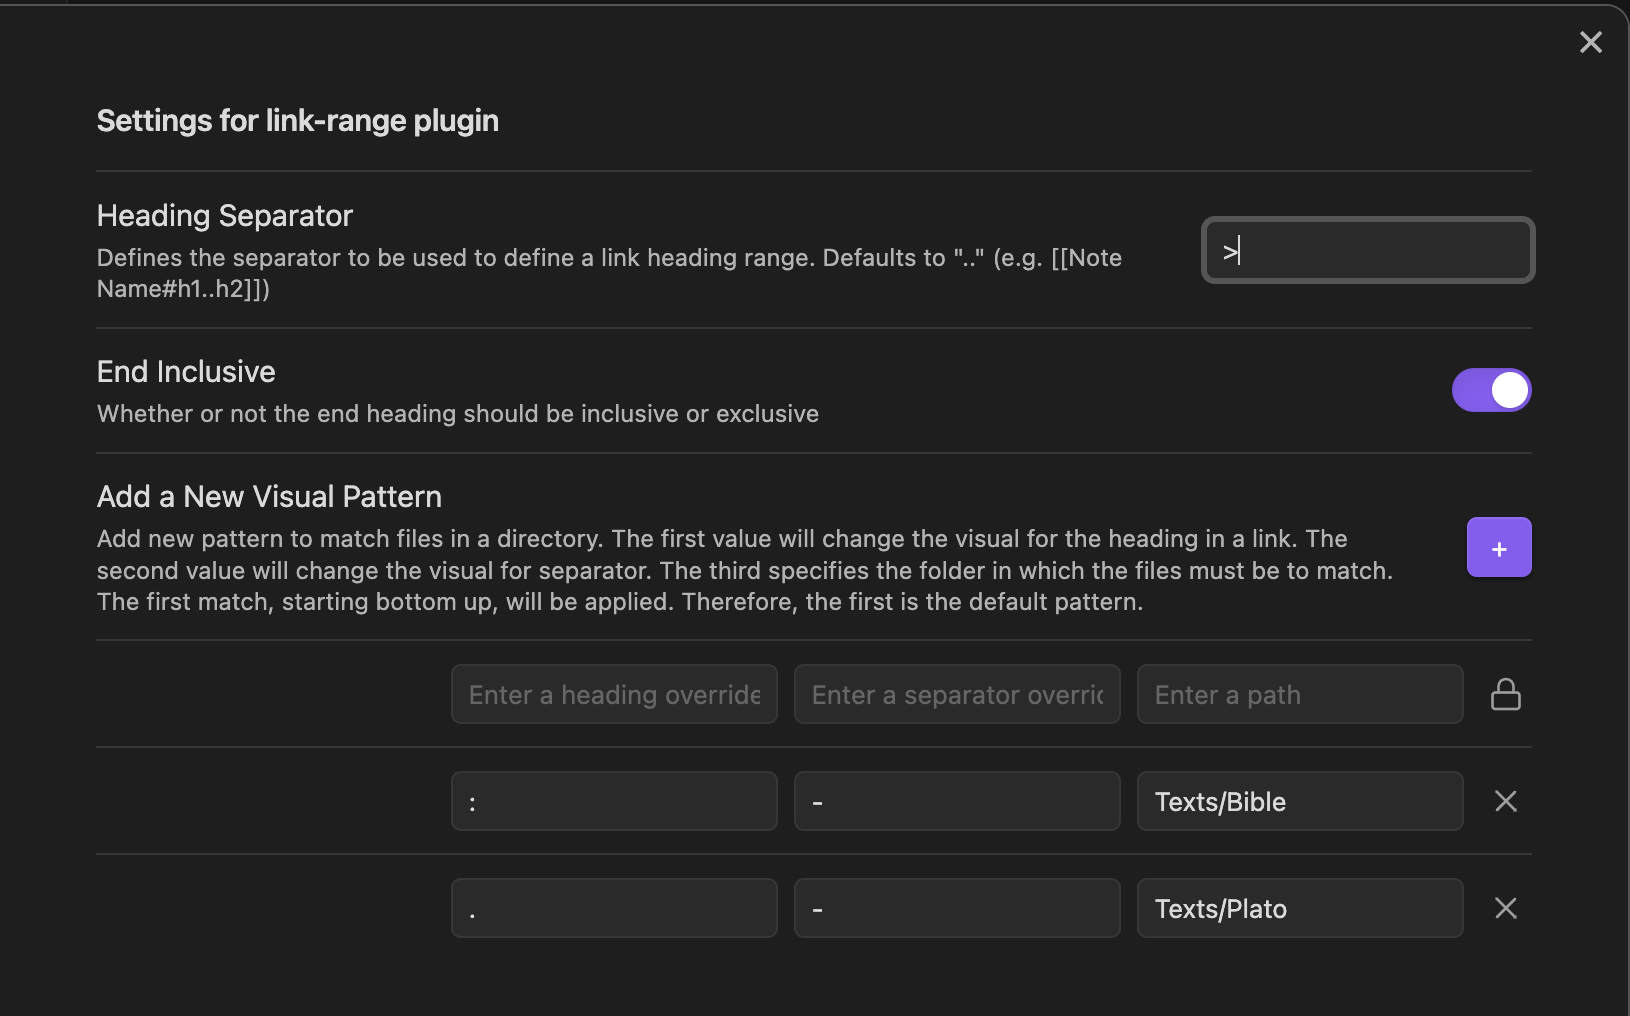 Settings for link-range plugin
Heading Separator
Defines the separator to be used to define a link heading range. Defaults to ".." (e.g. [[Note
Name#h1..h2]])
>
End Inclusive
Whether or not the end heading should be inclusive or exclusive
Add a New Visual Pattern
Add new pattern to match files in a directory. The first value will change the visual for the heading in a link. The
second value will change the visual for separator. The third specifies the folder in which the files must be to match.
The first match, starting bottom up, will be applied. Therefore, the first is the default pattern.
+
Enter a heading override Enter a separator overric Enter a path
: - Texts/Bible
. - Texts/Plato